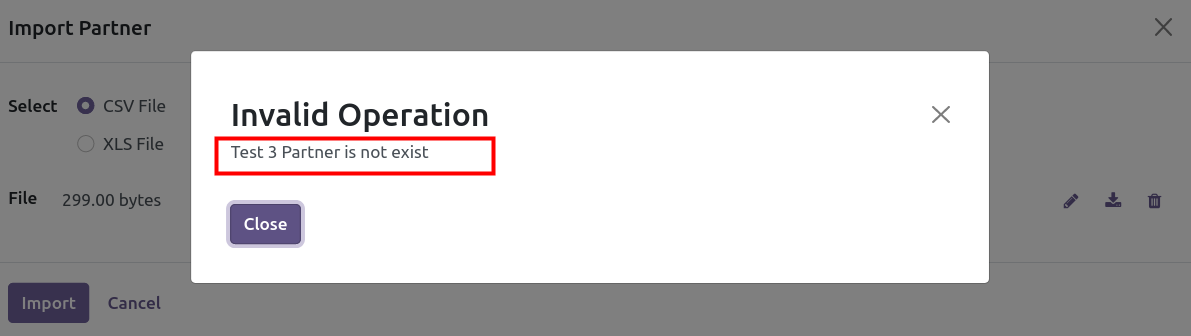 Import Partner
Select
CSV File
XLS File
File
299.00 bytes
Import
Cancel
Invalid Operation
Test 3 Partner is not exist
Close